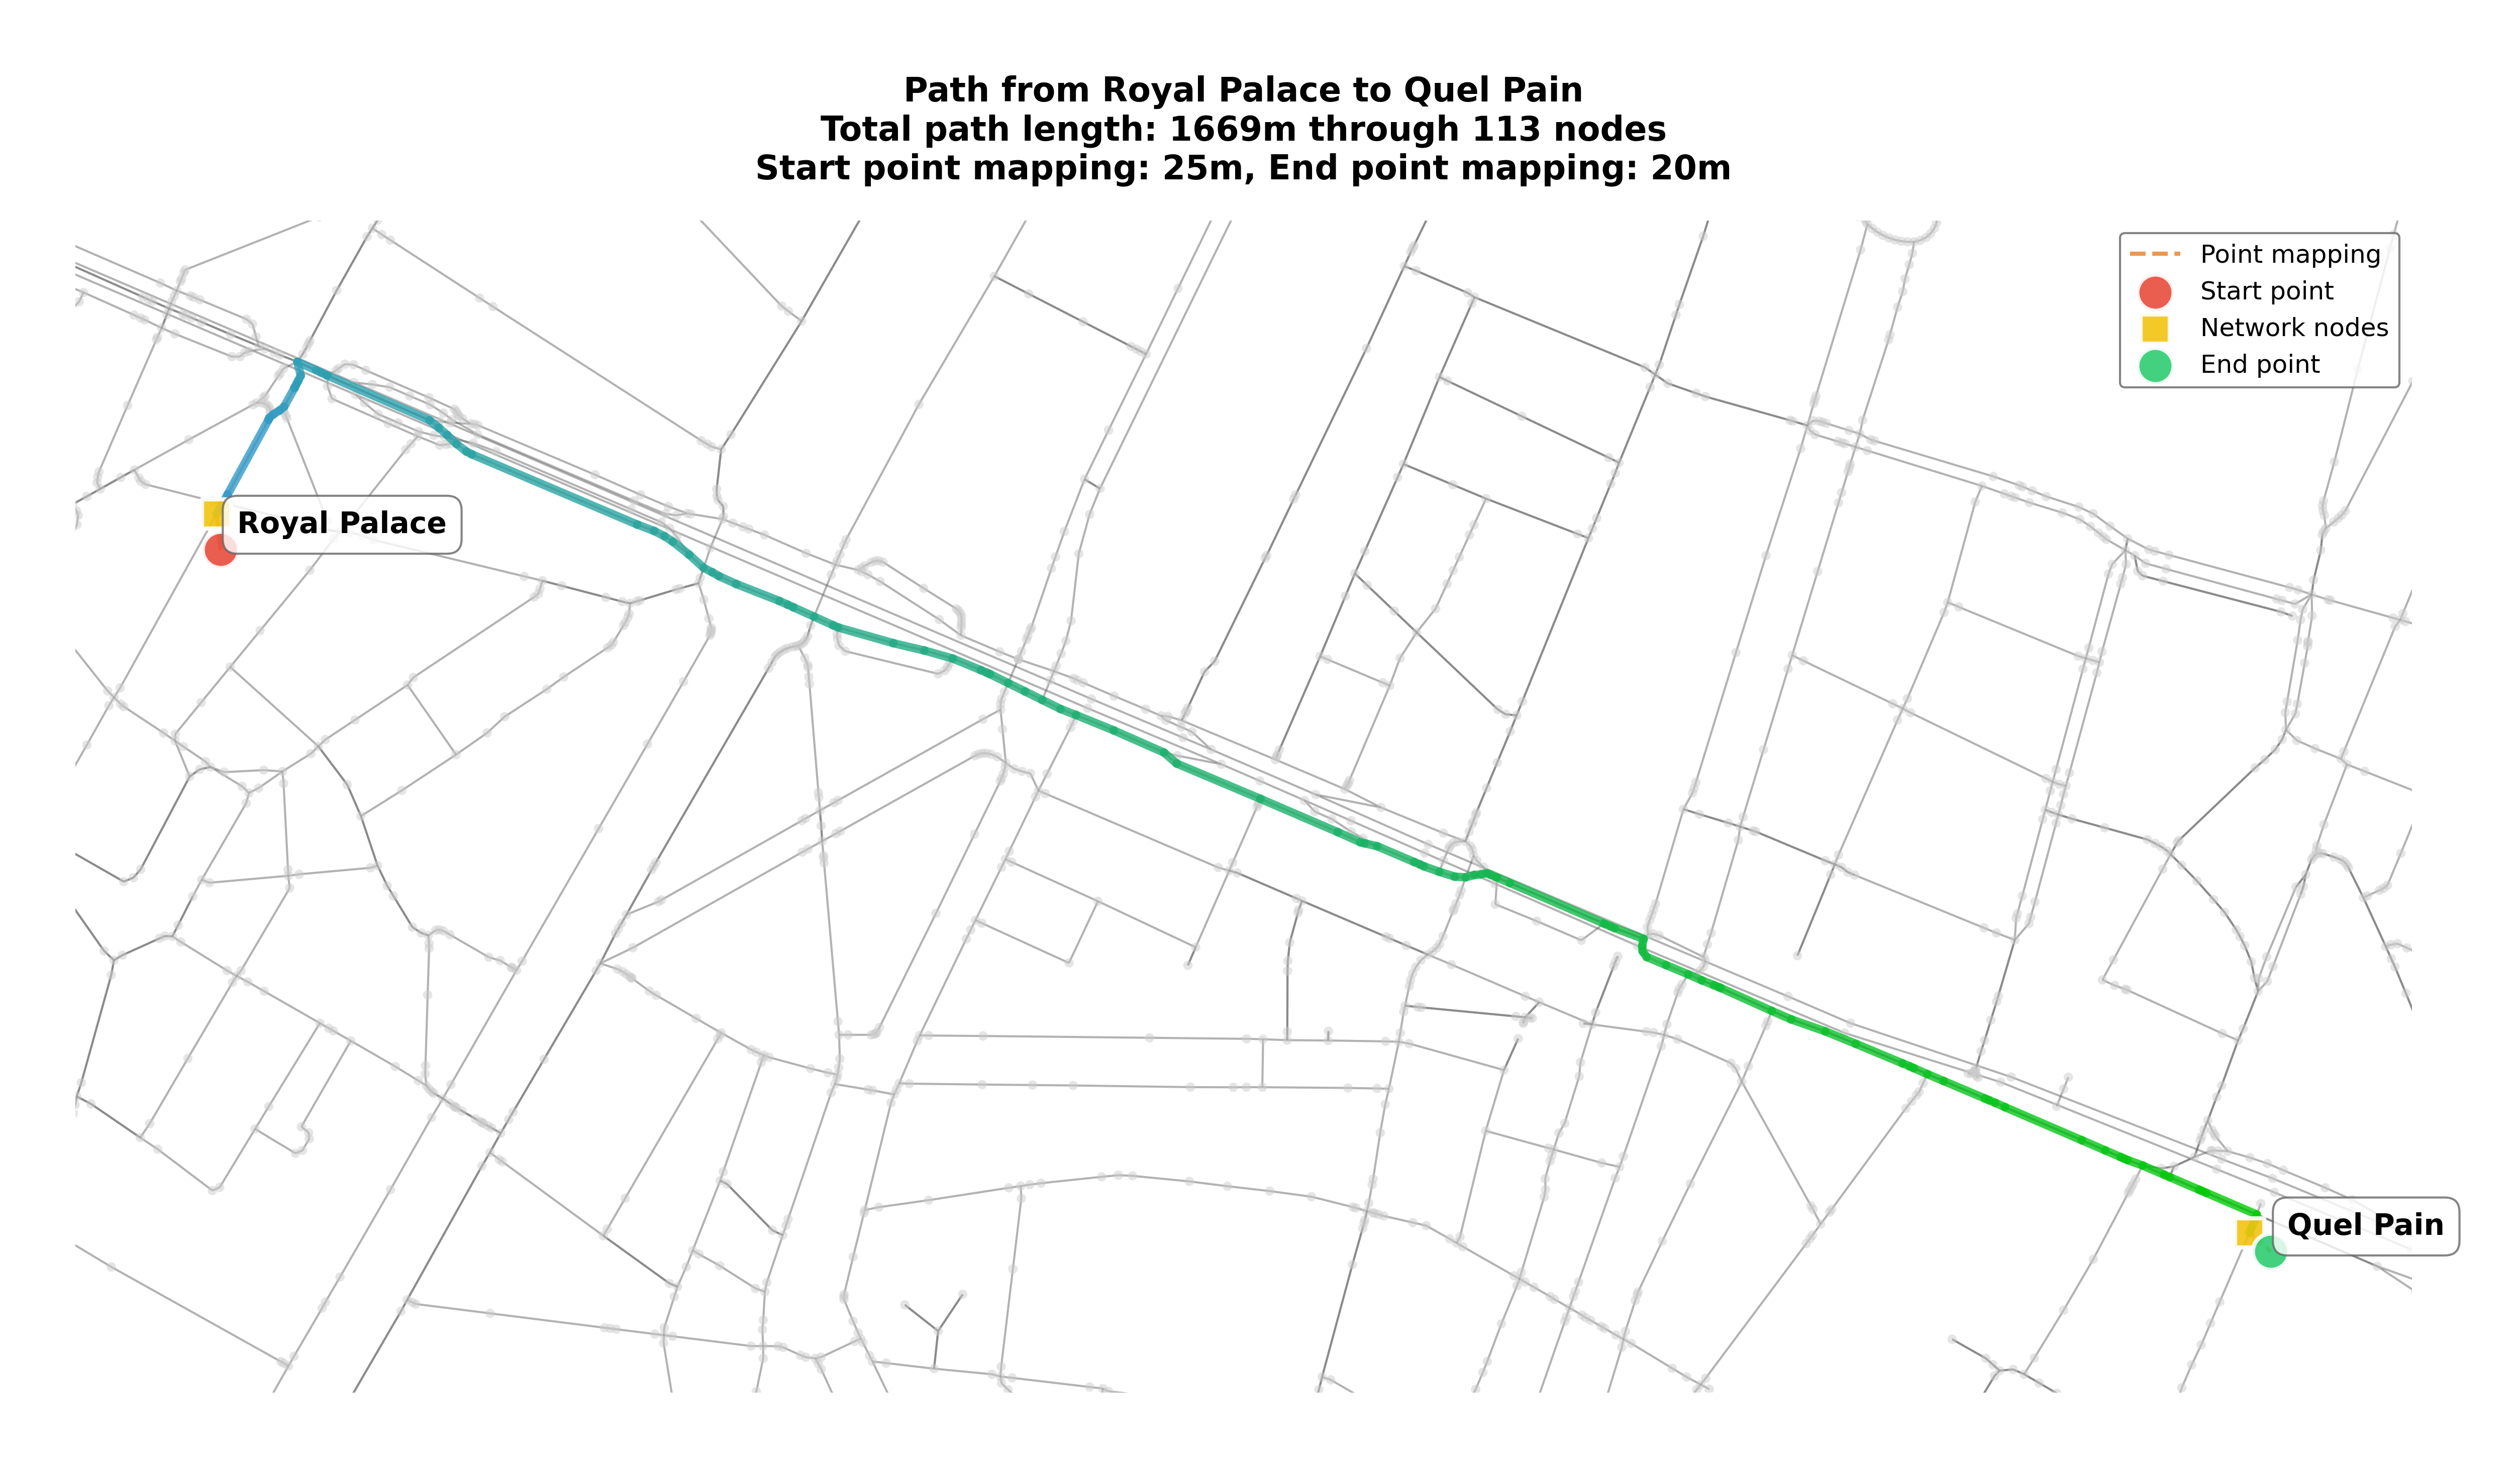 Path from Royal Palace to Quel Pain
Total path length: 1669m through 113 nodes
Start point mapping: 25m, End point mapping: 20m
Point mapping
Start point
Network nodes
End point
Royal Palace
Quel Pain